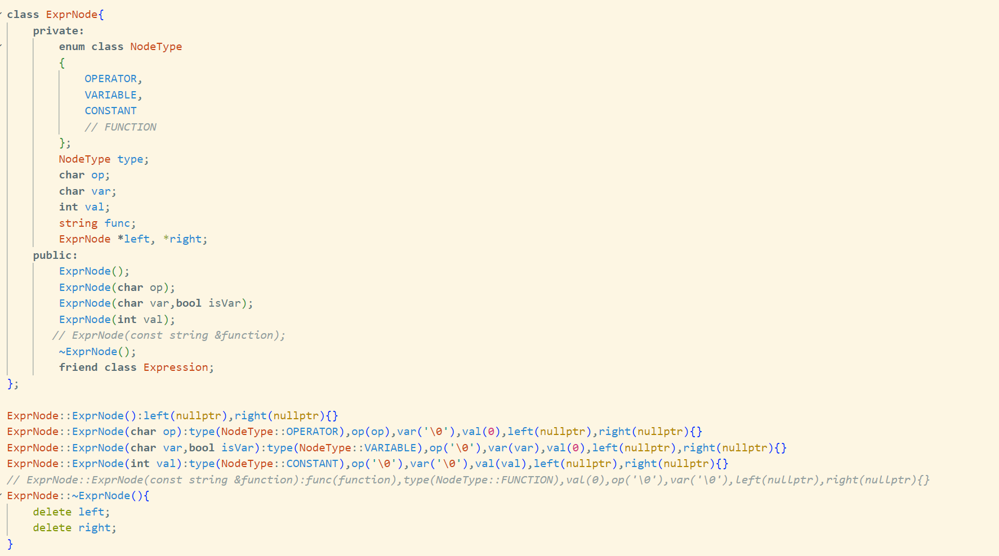 class ExprNode{
    private:
        enum class NodeType
        {
            OPERATOR,
            VARIABLE,
            CONSTANT
            // FUNCTION
        };
        NodeType type;
        char op;
        char var;
        int val;
        string func;
        ExprNode *left, *right;
    public:
        ExprNode();
        ExprNode(char op);
        ExprNode(char var,bool isVar);
        ExprNode(int val);
       // ExprNode(const string &function);
        ~ExprNode();
        friend class Expression;
};

ExprNode::ExprNode():left(nullptr),right(nullptr){}
ExprNode::ExprNode(char op):type(NodeType::OPERATOR),op(op),var('\0'),val(0),left(nullptr),right(nullptr){}
ExprNode::ExprNode(char var,bool isVar):type(NodeType::VARIABLE),op('\0'),var(var),val(0),left(nullptr),right(nullptr){}
ExprNode::ExprNode(int val):type(NodeType::CONSTANT),op('\0'),var('\0'),val(val),left(nullptr),right(nullptr){}
// ExprNode::ExprNode(const string &function):func(function),type(NodeType::FUNCTION),val(0),op('\0'),var('\0'),left(nullptr),right(nullptr){}
ExprNode::~ExprNode(){
    delete left;
    delete right;
}